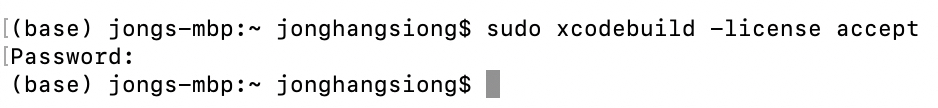 [(base) jongs-mbp:~ jonghangsiong$ sudo xcodebuild -license accept
[Password:
(base) jongs-mbp:~ jonghangsiong$